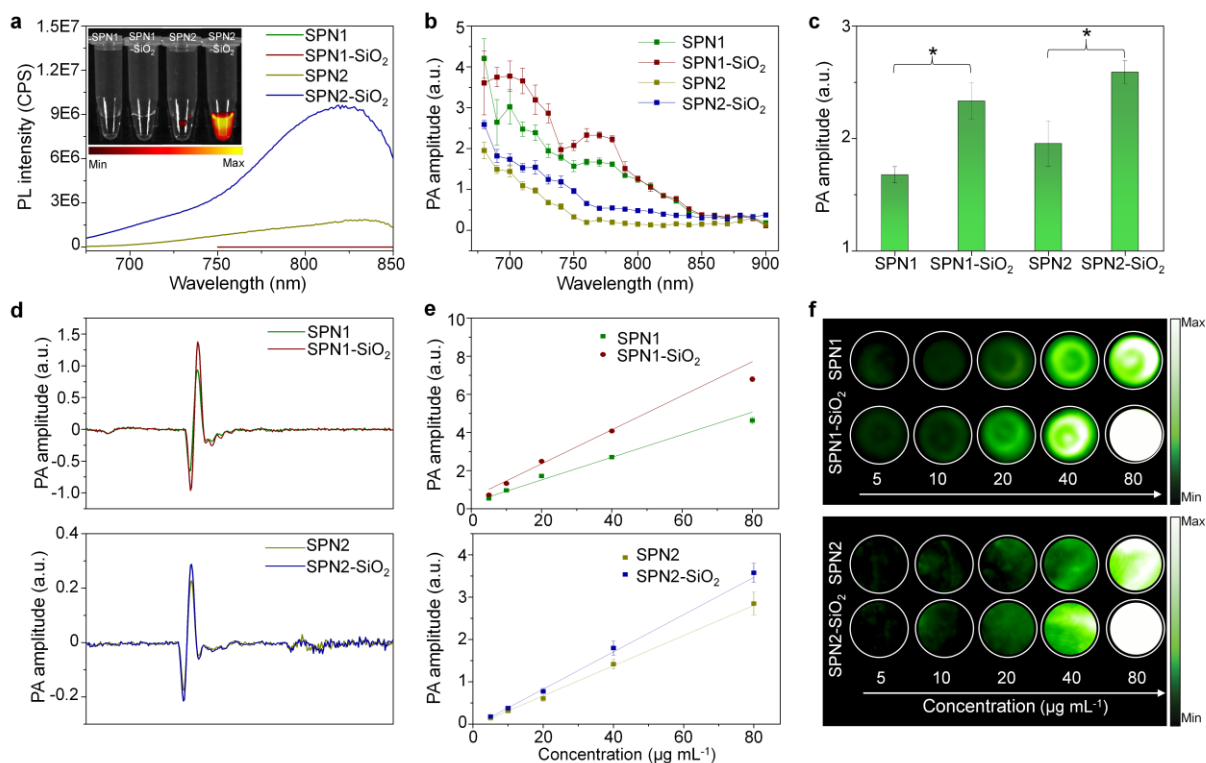 a
SPN1
SPN1
-SiO₂
SPN2
SPN2
-SiO₂
Min
Max
SPN1
SPN1-SiO₂
SPN2
SPN2-SiO₂
PL intensity (CPS)
1.5E7
1.2E7
9E6
6E6
3E6
0
700
750
800
850
Wavelength (nm)
b
SPN1
SPN1-SiO₂
SPN2
SPN2-SiO₂
PA amplitude (a.u.)
5
4
3
2
1
0
700
750
800
850
900
Wavelength (nm)
c
*
*
PA amplitude (a.u.)
3
2
1
SPN1
SPN1-SiO₂
SPN2
SPN2-SiO₂
d
SPN1
SPN1-SiO₂
PA amplitude (a.u.)
1.5
1.0
0.5
0
-0.5
-1.0
SPN2
SPN2-SiO₂
PA amplitude (a.u.)
0.4
0.2
0
-0.2
e
SPN1
SPN1-SiO₂
PA amplitude (a.u.)
10
8
6
4
2
0
0
20
40
60
80
SPN2
SPN2-SiO₂
PA amplitude (a.u.)
5
4
3
2
1
0
0
20
40
60
80
Concentration (µg mL⁻¹)
f
SPN1
SPN1-SiO₂
5
10
20
40
80
Max
Min
SPN2
SPN2-SiO₂
5
10
20
40
80
Concentration (µg mL⁻¹)
Max
Min